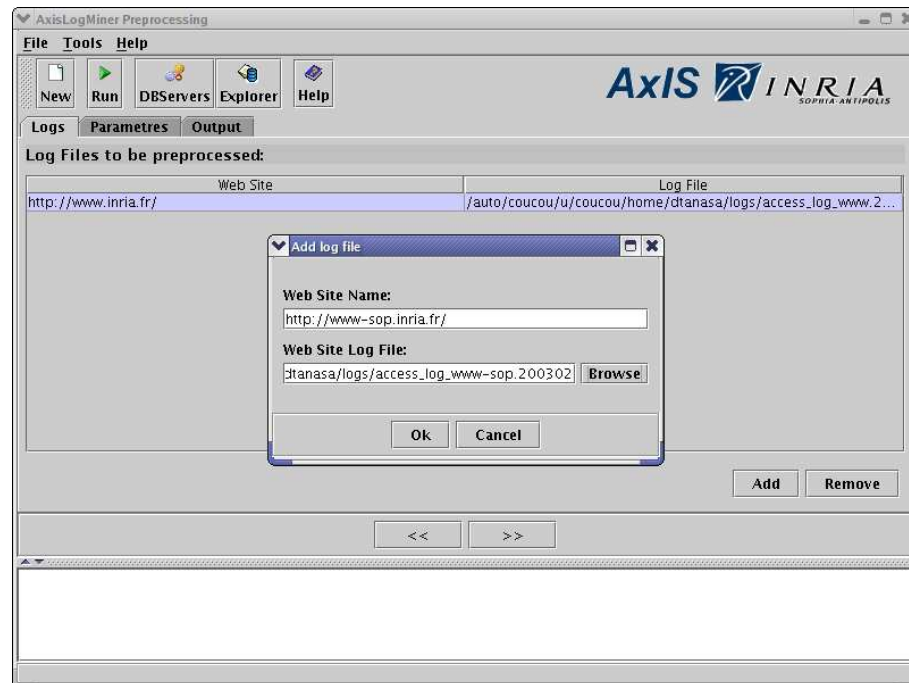 AxisLogMiner Preprocessing
File Tools Help
New Run DBServers Explorer Help
AxIS INRIA
SOPHIA ANTIPOLIS
Logs Parametres Output
Log Files to be preprocessed:
Web Site Log File
http://www.inria.fr/ /auto/coucou/u/coucou/home/dtanasa/logs/access_log_www.2...
Add log file
Web Site Name:
http://www-sop.inria.fr/
Web Site Log File:
dtanasa/logs/access_log_www-sop.200302 Browse
Ok Cancel
Add Remove
<< >>